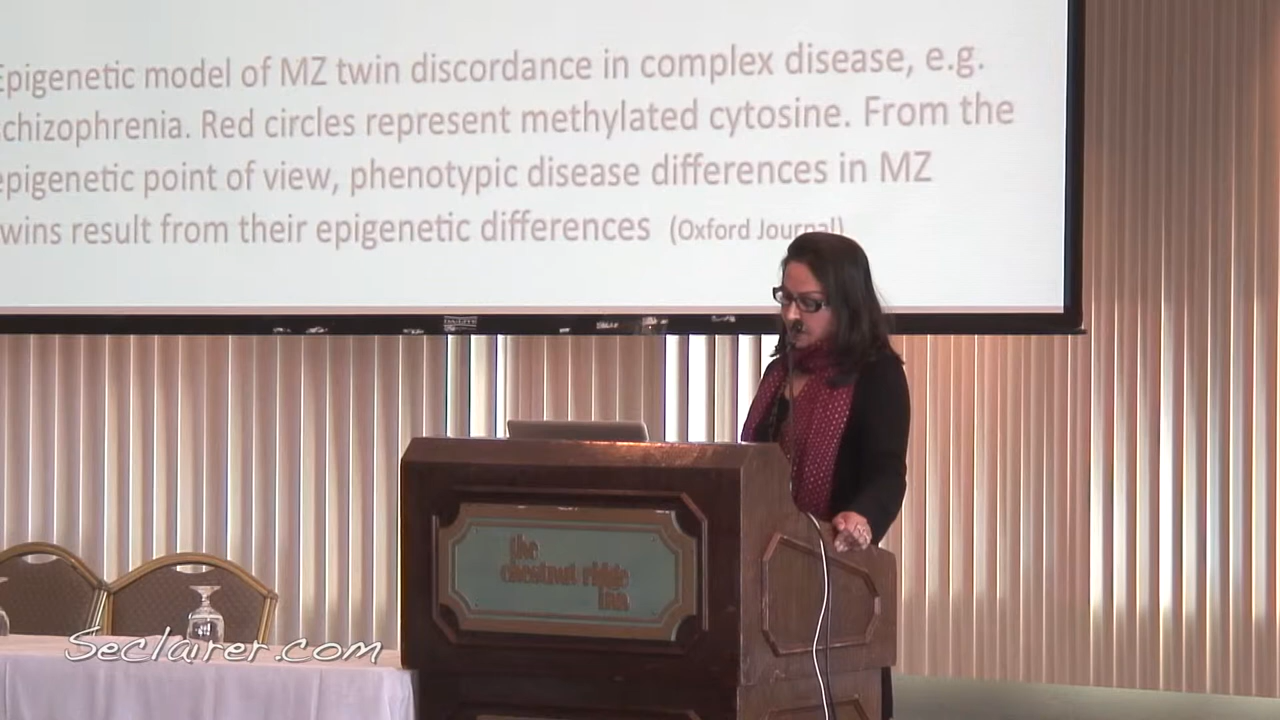 Epigenetic model of MZ twin discordance in complex disease, e.g.
chizophrenia. Red circles represent methylated cytosine. From the
epigenetic point of view, phenotypic disease differences in MZ
wins result from their epigenetic differences (Oxford Journal)
DA-LITE
the
chestnut ridge
inn
Seclairer.com